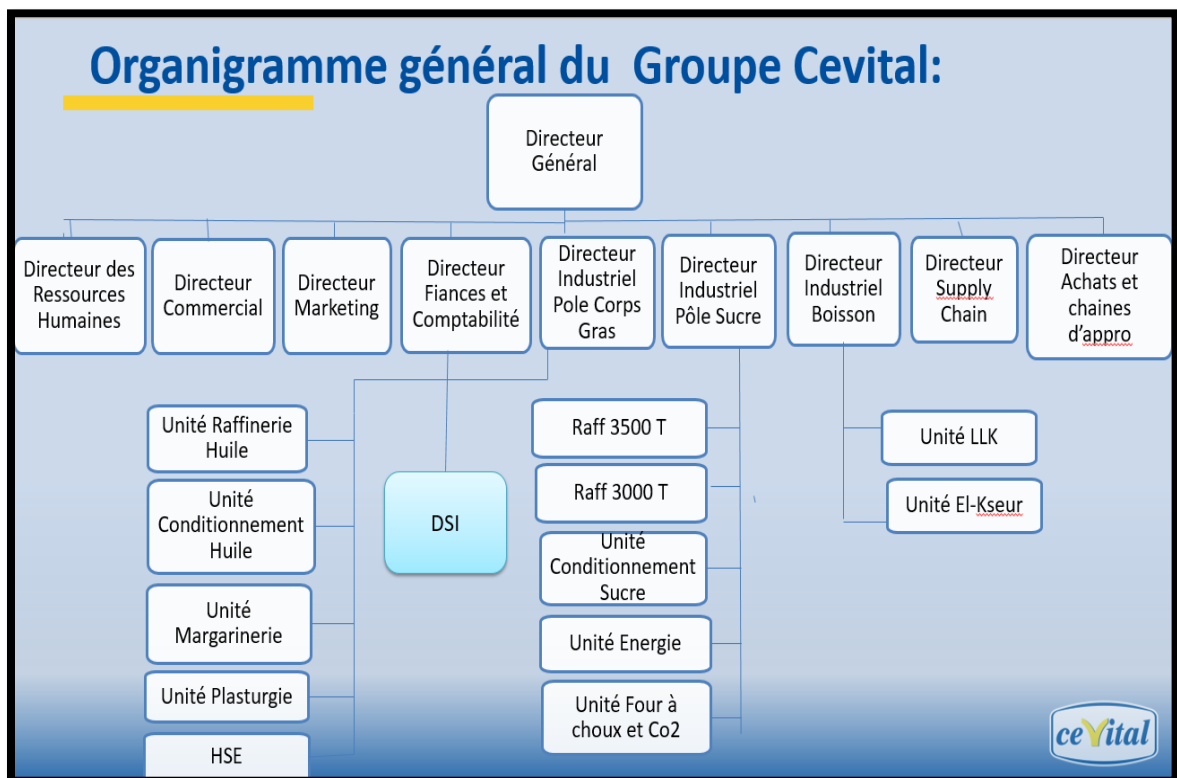 Organigramme général du Groupe Cevital:
Directeur
Général
Directeur des
Ressources
Humaines
Directeur
Commercial
Directeur
Marketing
Directeur
Fiances et
Comptabilité
Directeur
Industriel
Pole Corps
Gras
Directeur
Industriel
Pôle Sucre
Directeur
Industriel
Boisson
Directeur
Supply
Chain
Directeur
Achats et
chaines
d'appro
Unité Raffinerie
Huile
Unité
Conditionnement
Huile
Unité
Margarinerie
Unité Plasturgie
HSE
DSI
Raff 3500 T
Raff 3000 T
Unité
Conditionnement
Sucre
Unité Energie
Unité Four à
choux et Co2
Unité LLK
Unité El-Kseur
ceVital